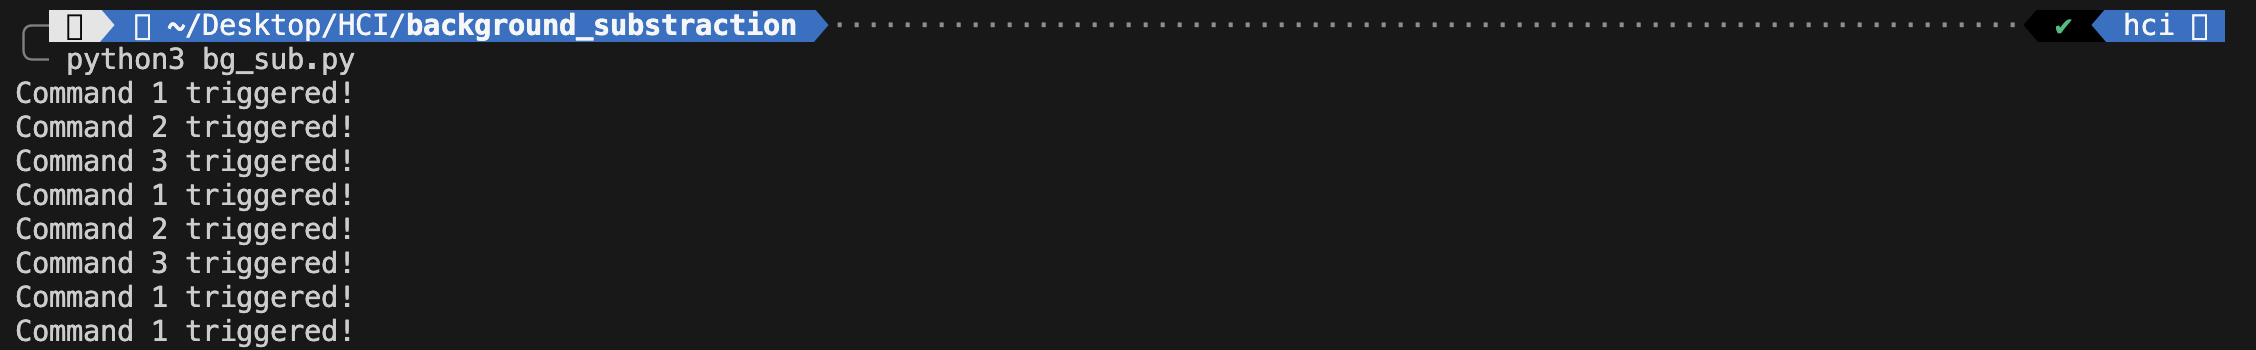 ~/Desktop/HCI/background_substraction ✔ hci
python3 bg_sub.py
Command 1 triggered!
Command 2 triggered!
Command 3 triggered!
Command 1 triggered!
Command 2 triggered!
Command 3 triggered!
Command 1 triggered!
Command 1 triggered!